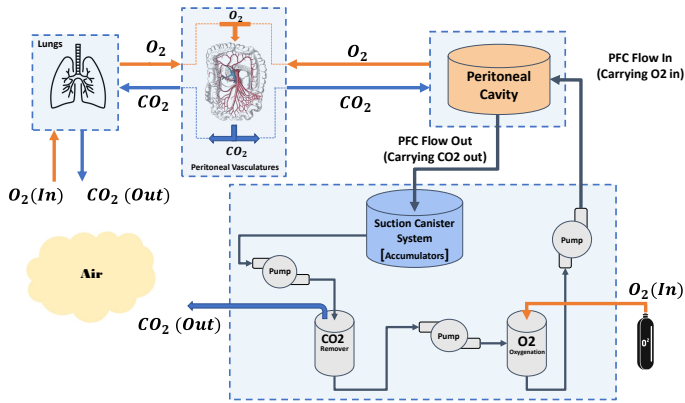 Lungs
O₂
CO₂
O₂
CO₂
Peritoneal Vasculatures
O₂
CO₂
Peritoneal
Cavity
PFC Flow In
(Carrying O2 in)
PFC Flow Out
(Carrying CO2 out)
O₂(In)
CO₂ (Out)
Air
Suction Canister
System
[Accumulators]
Pump
Pump
CO₂ (Out)
CO2
Remover
Pump
O2
Oxygenation
O₂(In)
O²